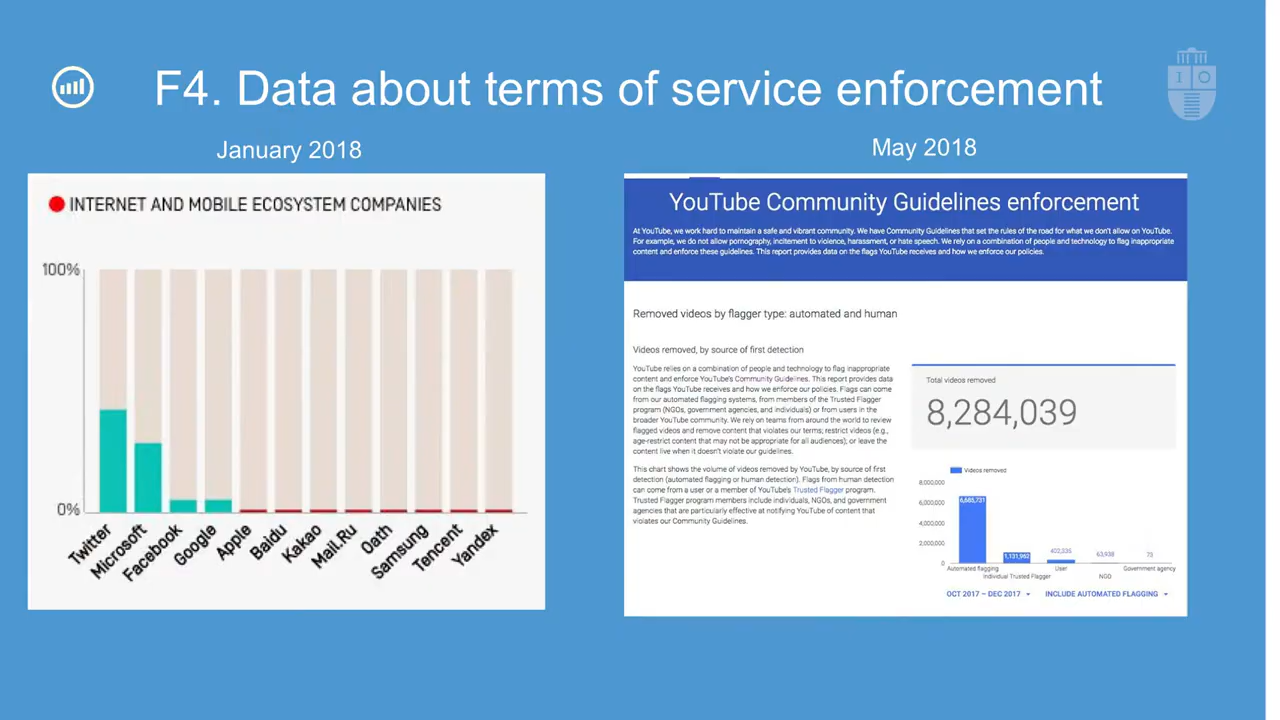 F4. Data about terms of service enforcement
I O
January 2018
May 2018
INTERNET AND MOBILE ECOSYSTEM COMPANIES
100%
0%
Twitter
Microsoft
Facebook
Google
Apple
Baidu
Kakao
Mail.Ru
Oath
Samsung
Tencent
Yandex
YouTube Community Guidelines enforcement
At YouTube, we work hard to maintain a safe and vibrant community. We have Community Guidelines that set the rules of the road for what we don't allow on YouTube.
For example, we do not allow pornography, incitement to violence, harassment, or hate speech. We rely on a combination of people and technology to flag inappropriate
content and enforce these guidelines. This report provides data on the flags YouTube receives and how we enforce our policies.
Removed videos by flagger type: automated and human
Videos removed, by source of first detection
YouTube relies on a combination of people and technology to flag inappropriate
content and enforce YouTube's Community Guidelines. This report provides data
on the flags YouTube receives and how we enforce our policies. Flags can come
from our automated flagging systems, from members of the Trusted Flagger
program (NGOs, government agencies, and individuals) or from users in the
broader YouTube community. We rely on teams from around the world to review
flagged videos and remove content that violates our terms; restrict videos (e.g.,
age-restrict content that may not be appropriate for all audiences); or leave the
content live when it doesn't violate our guidelines.
This chart shows the volume of videos removed by YouTube, by source of first
detection (automated flagging or human detection). Flags from human detection
can come from a user or a member of YouTube's Trusted Flagger program.
Trusted Flagger program members include individuals, NGOs, and government
agencies that are particularly effective at notifying YouTube of content that
violates our Community Guidelines.
Total videos removed
8,284,039
Videos removed
8,000,000
6,000,000
4,000,000
2,000,000
0
6,685,731
1,131,962
402,335
63,938
73
Automated flagging
Individual Trusted Flagger
User
NGO
Government agency
OCT 2017 – DEC 2017
INCLUDE AUTOMATED FLAGGING